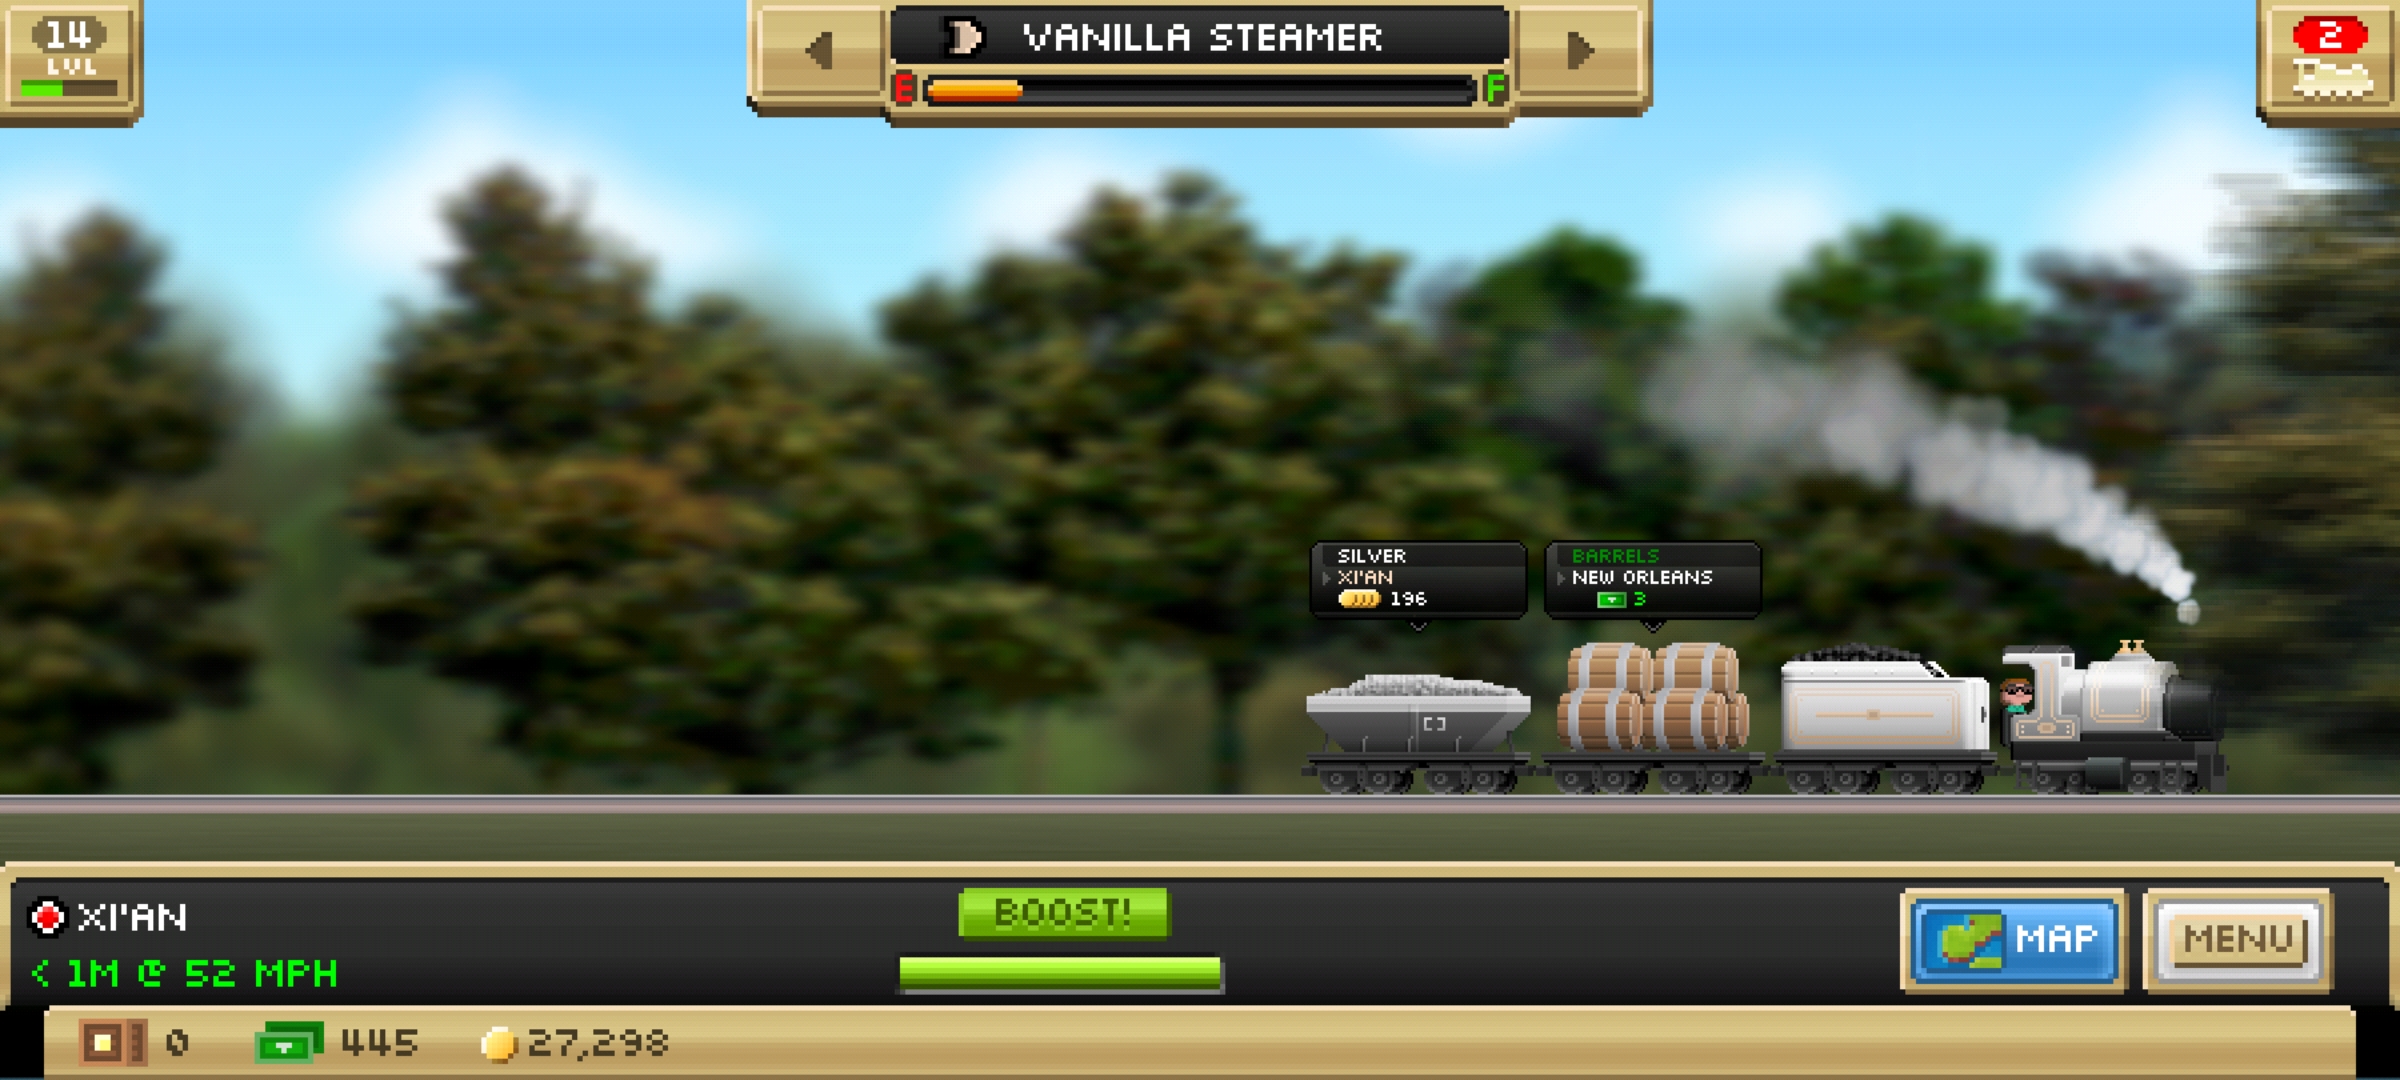 14
LVL
VANILLA STEAMER
E F
2
SILVER
XI'AN
196
BARRELS
NEW ORLEANS
3
XI'AN
< 1M @ 52 MPH
BOOST!
MAP
MENU
0
445
27,298